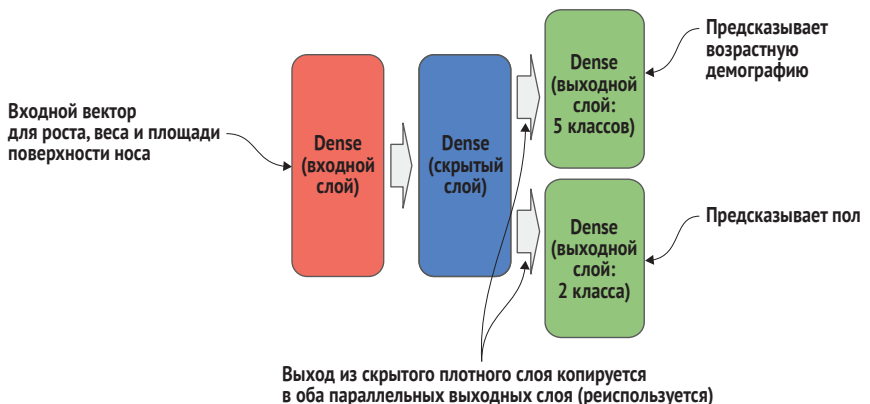 Входной вектор
для роста, веса и площади
поверхности носа
Dense
(входной
слой)
Dense
(скрытый
слой)
Dense
(выходной
слой:
5 классов)
Предсказывает
возрастную
демографию
Dense
(выходной
слой:
2 класса)
Предсказывает пол
Выход из скрытого плотного слоя копируется
в оба параллельных выходных слоя (реиспользуется)